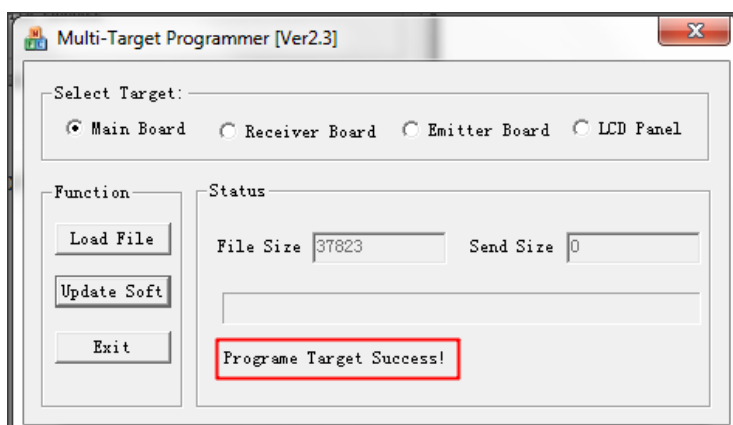 Multi-Target Programmer [Ver2.3]
Select Target:
Main Board Receiver Board Emitter Board LCD Panel
Function
Status
Load File
File Size 37823 Send Size 0
Update Soft
Exit
Programe Target Success!